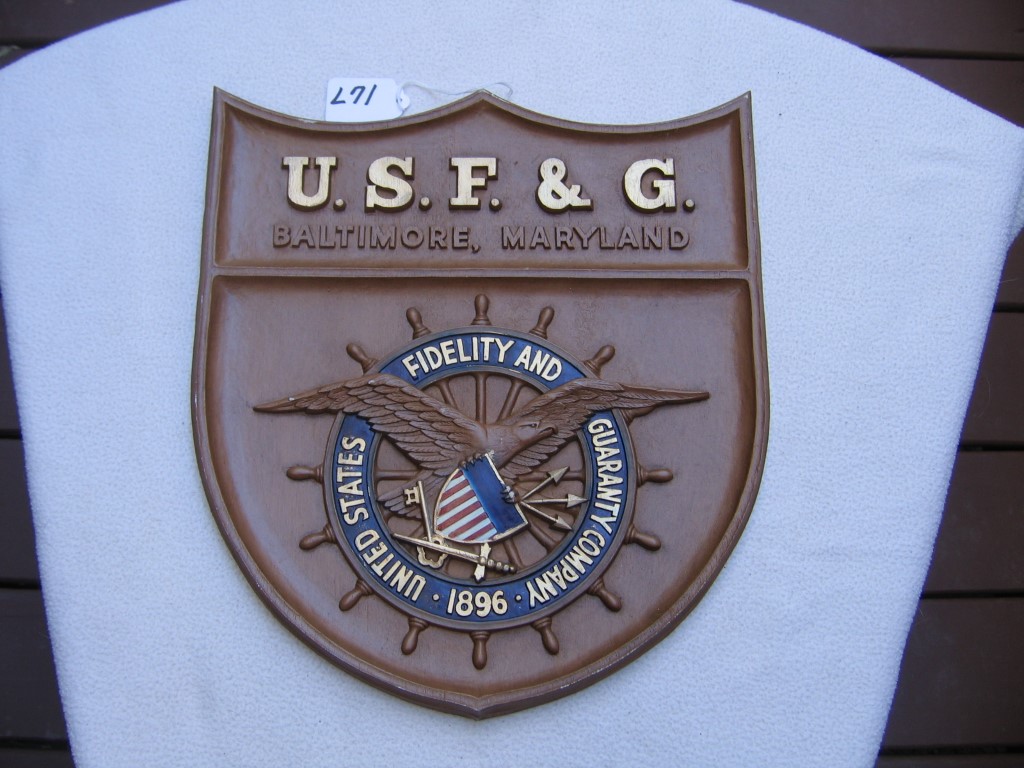 L71
U. S. F. & G.
BALTIMORE, MARYLAND
UNITED STATES FIDELITY AND GUARANTY COMPANY
· 1896 ·